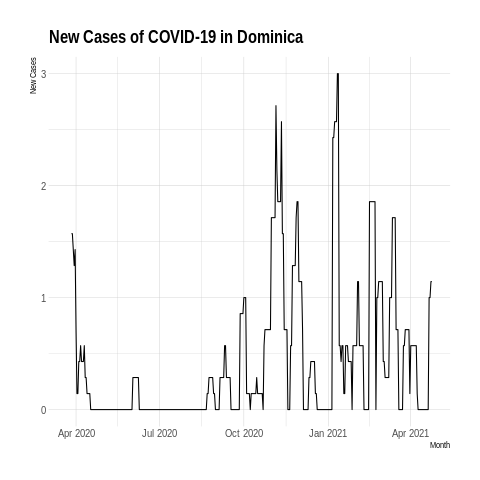 New Cases of COVID-19 in Dominica
New Cases
3
2
1
0
Apr 2020 Jul 2020 Oct 2020 Jan 2021 Apr 2021
Month